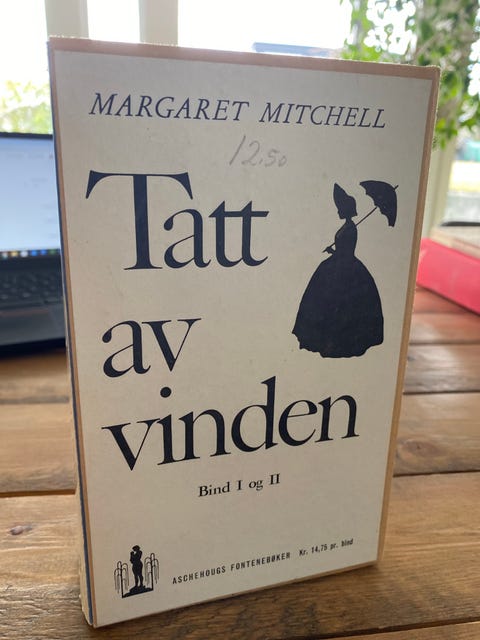 MARGARET MITCHELL
12.50
Tatt
av
vinden
Bind I og II
ASCHEHOUGS FONTENEBØKER Kr. 14,75 pr. bind